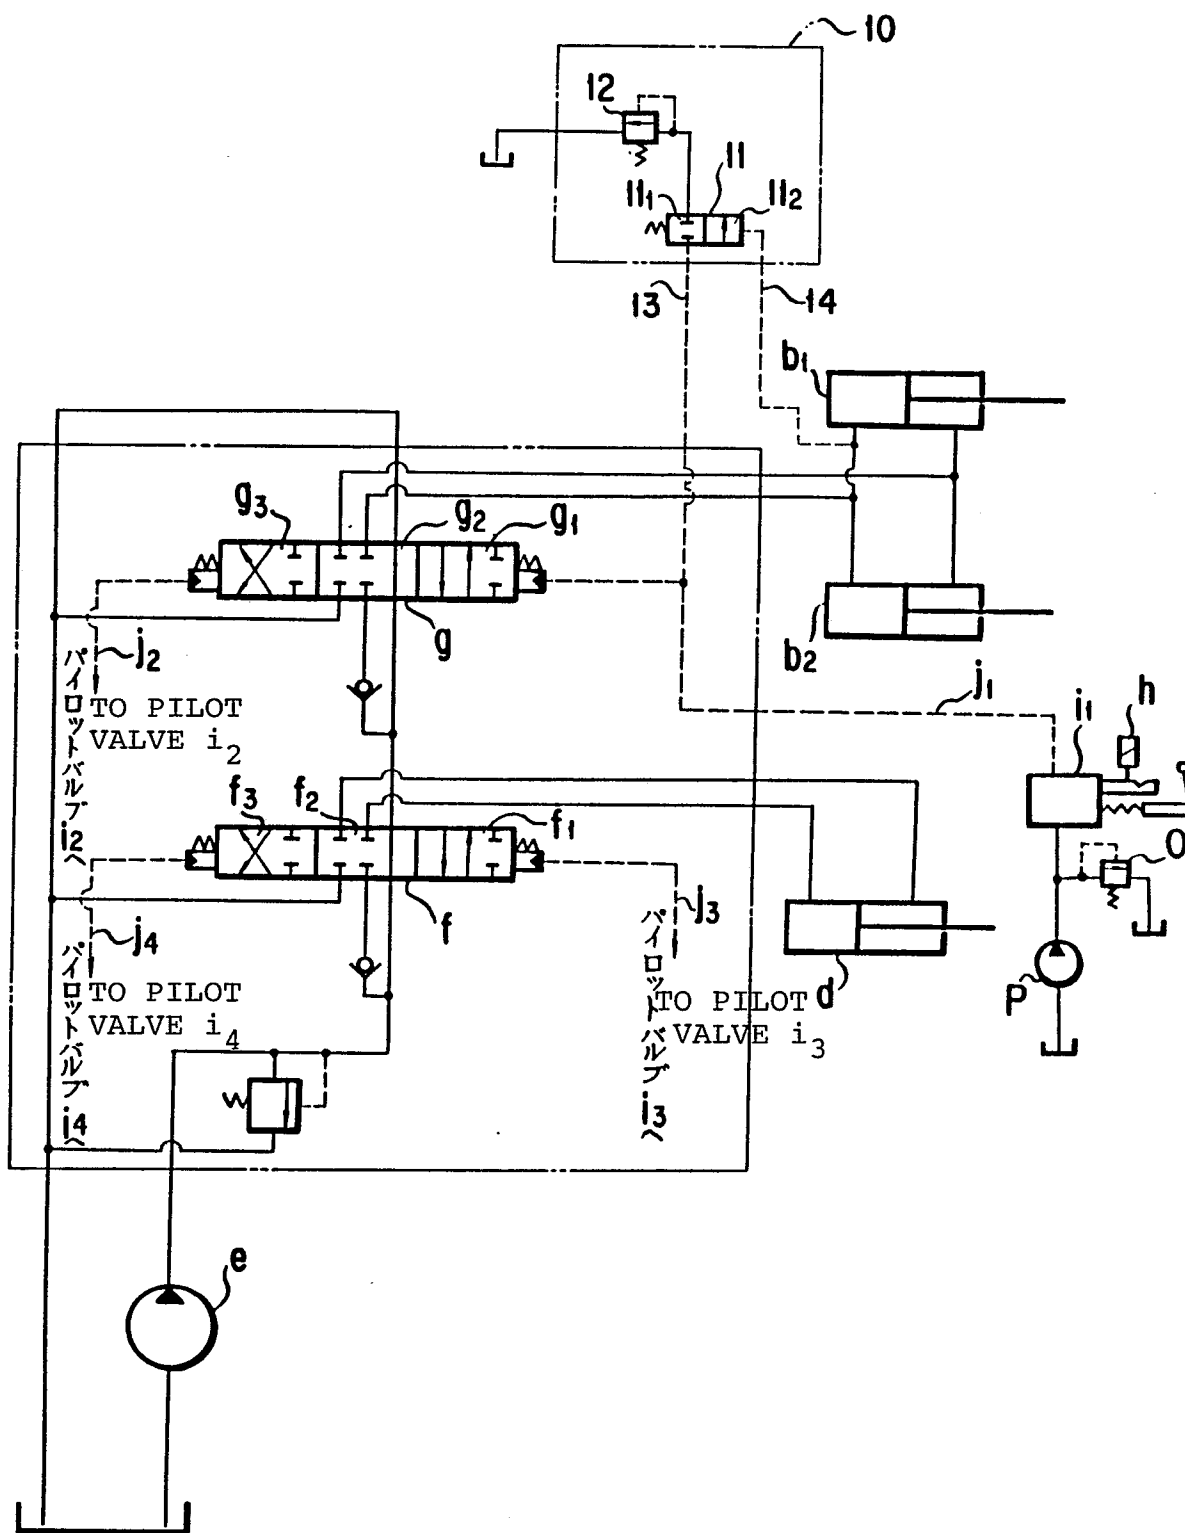 10
12
11
11₁
11₂
13
14
b₁
g₃
g₂
g₁
g
b₂
j₂
パイロットバルブi₂へ
TO PILOT
VALVE i₂
j₁
i₁
h
f₃
f₂
f₁
f
O
j₄
j₃
d
P
パイロットバルブi₄へ
TO PILOT
VALVE i₄
パイロットバルブi₃へ
TO PILOT
VALVE i₃
e